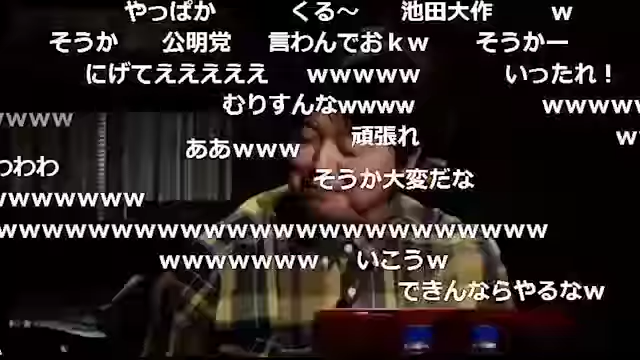 やっぱか くる～ 池田大作 ｗ
そうか 公明党 言わんでおｋｗ そうかー
にげてえええええ ｗｗｗｗｗ いったれ！
むりすんなｗｗｗｗ ｗｗｗｗｗ
ｗｗｗ
ああｗｗｗ 頑張れ ｗ
わわわ そうか大変だな
ｗｗｗｗｗｗｗ
ｗｗｗｗｗｗｗｗｗｗｗｗｗｗｗｗｗｗｗｗｗｗｗｗｗｗ
ｗｗｗｗｗｗｗ いこうｗ
できんならやるなｗ